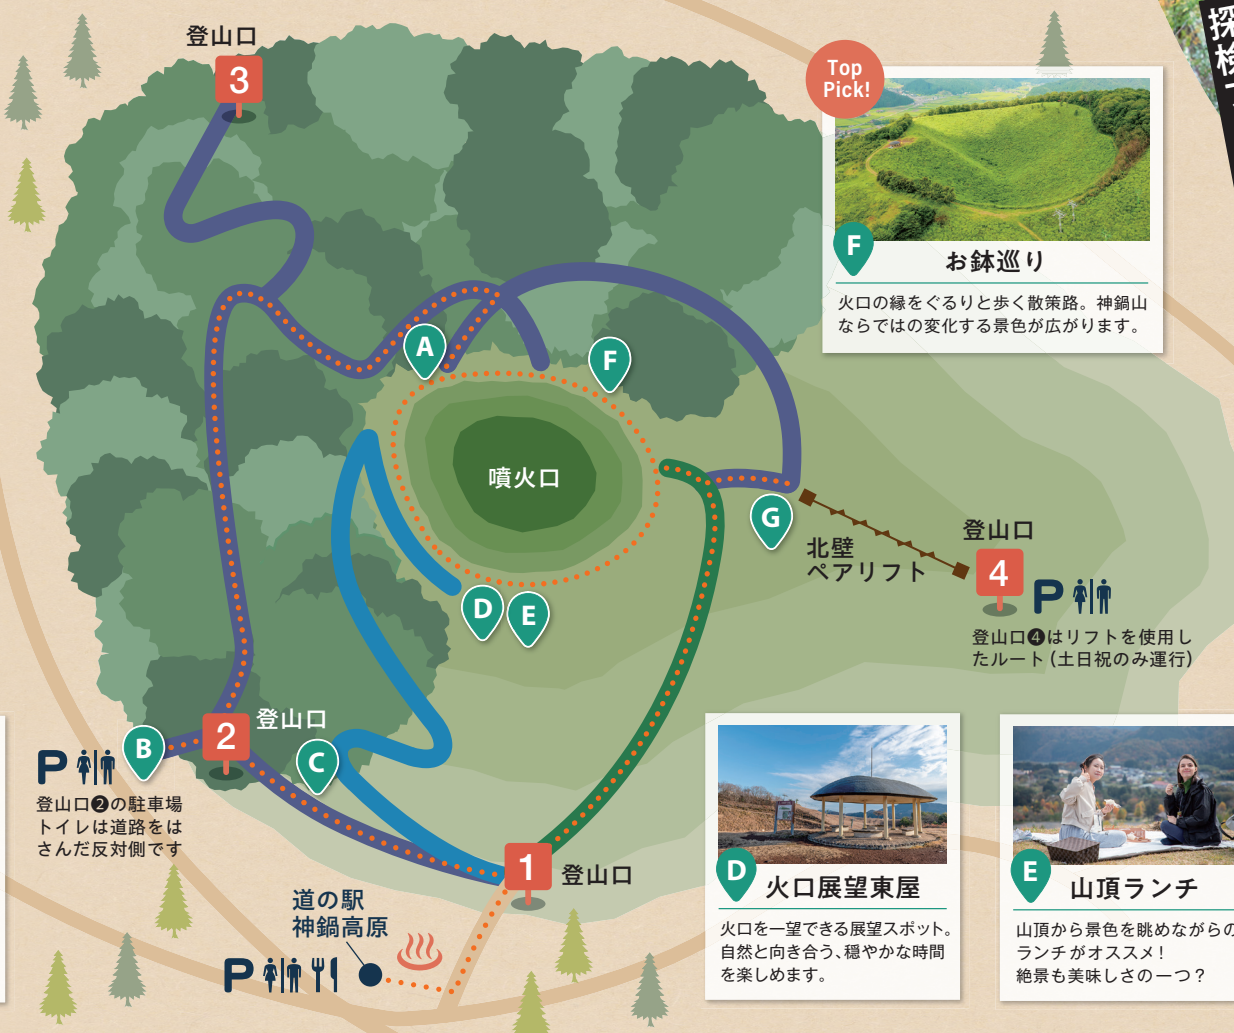 登山口
3
探検マ
Top
Pick!
F
お鉢巡り
火口の縁をぐるりと歩く散策路。神鍋山
ならではの変化する景色が広がります。
A
F
噴火口
G
北壁
ペアリフト
登山口
4
P
登山口❹はリフトを使用し
たルート(土日祝のみ運行)
D
E
2
登山口
B
P
登山口❷の駐車場
トイレは道路をは
さんだ反対側です
C
1
登山口
道の駅
神鍋高原
P
D
火口展望東屋
火口を一望できる展望スポット。
自然と向き合う、穏やかな時間
を楽しめます。
E
山頂ランチ
山頂から景色を眺めながらの
ランチがオススメ!
絶景も美味しさの一つ?